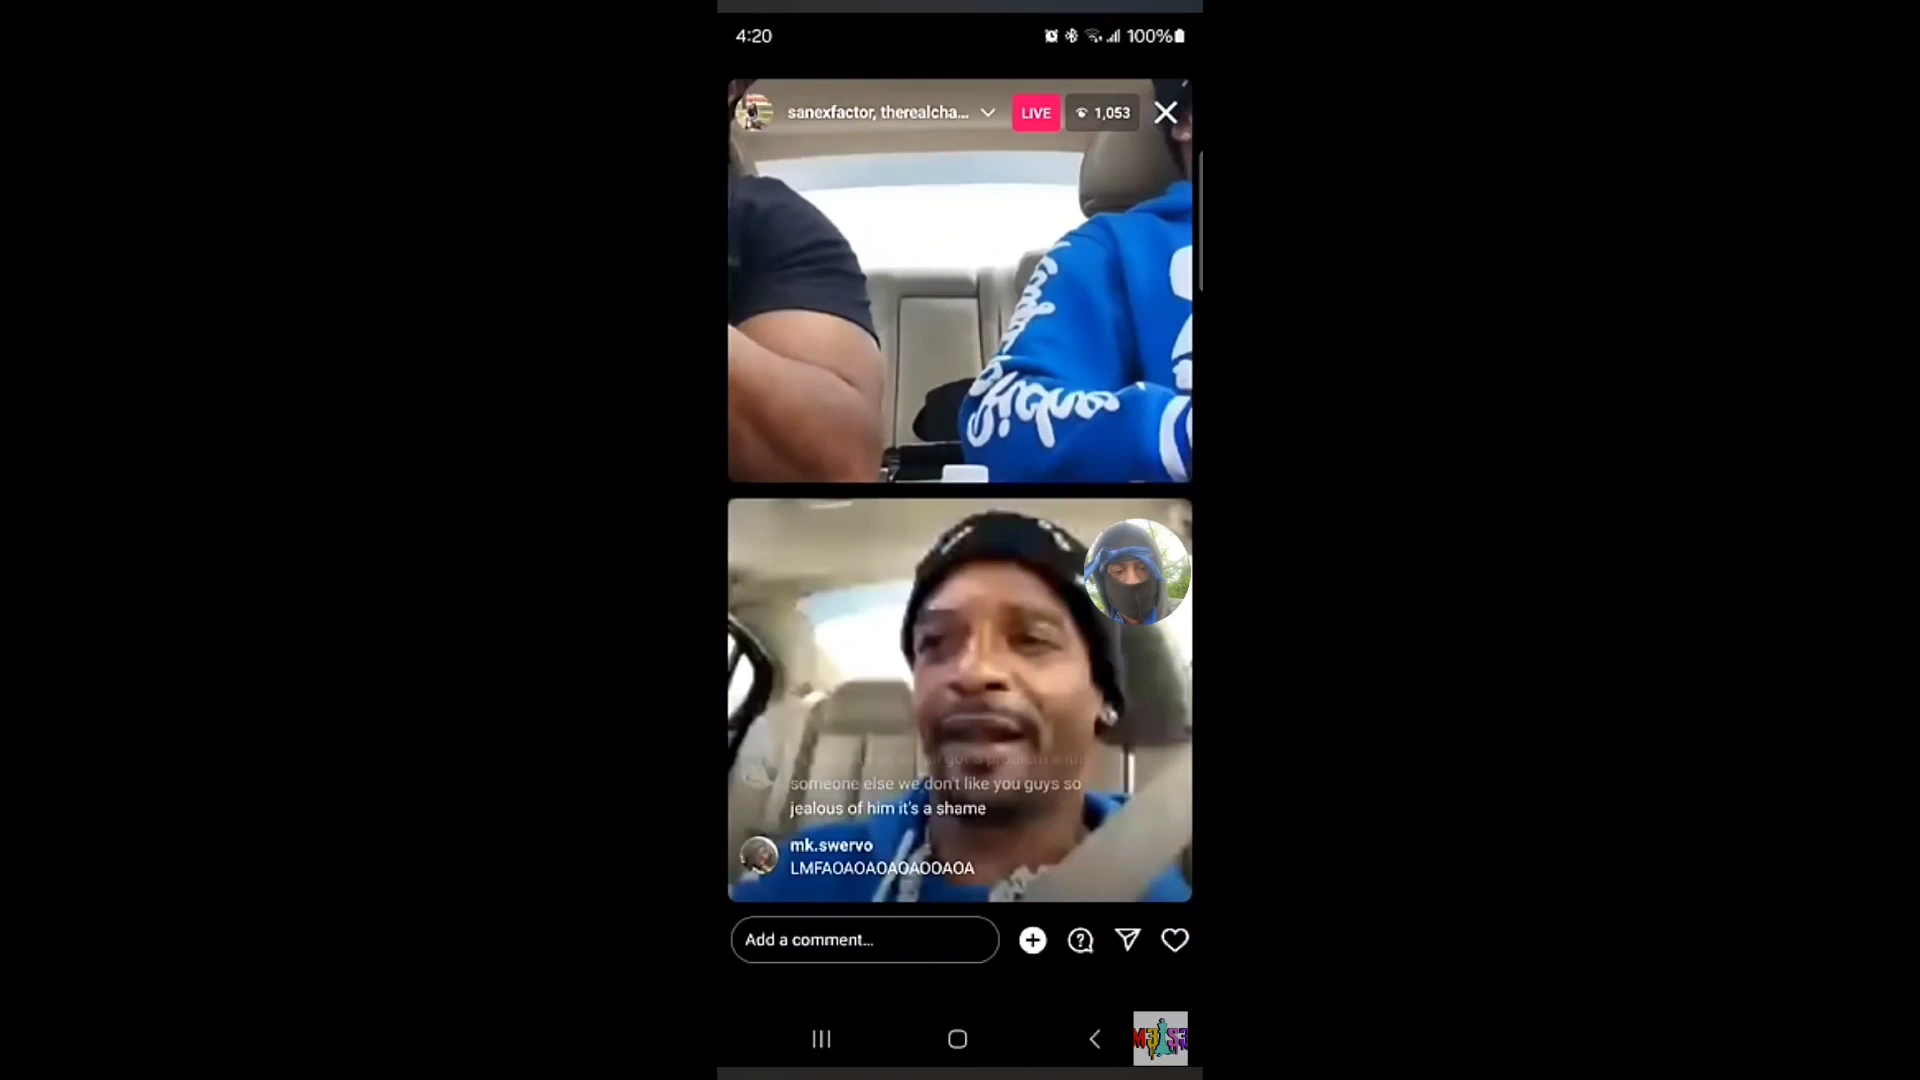 4:20
100%
sanexfactor, therealcha...
LIVE
1,053
someone else we don't like you guys so
jealous of him it's a shame
mk.swervo
LMFAOAOAOAOAOOAOA
Add a comment...